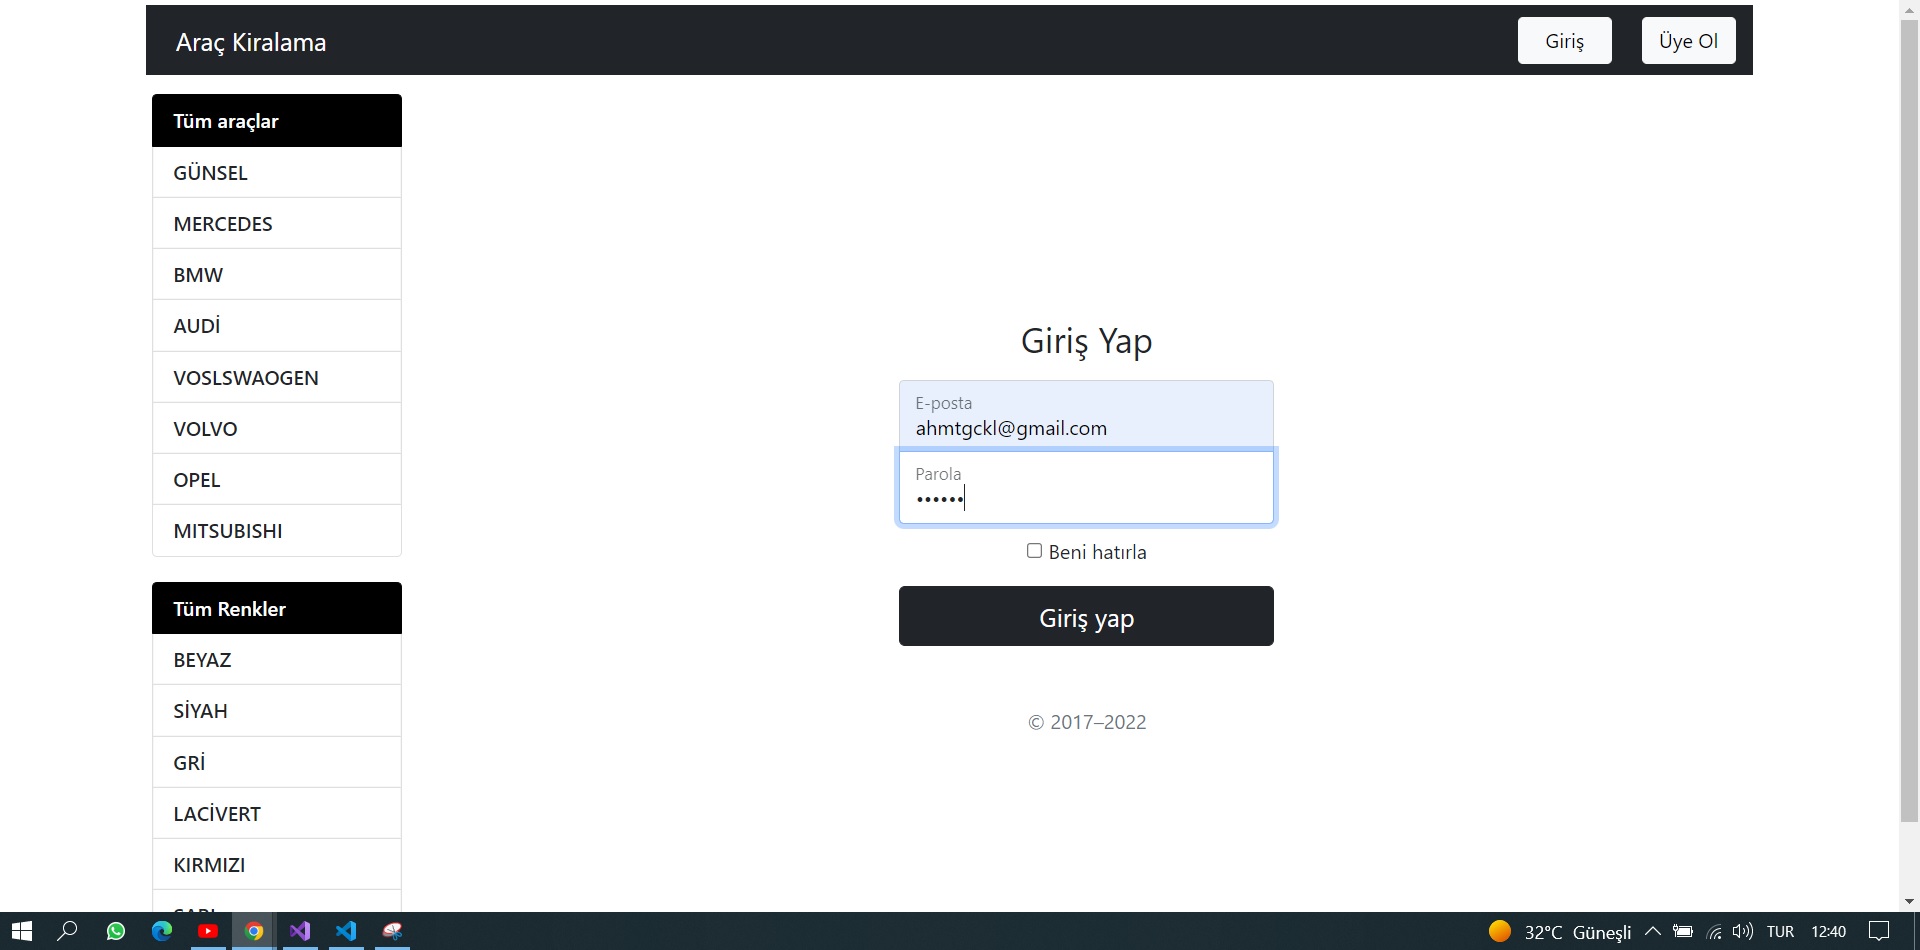 Araç Kiralama
Giriş
Üye Ol
Tüm araçlar
GÜNSEL
MERCEDES
BMW
AUDİ
VOSLSWAOGEN
VOLVO
OPEL
MITSUBISHI
Tüm Renkler
BEYAZ
SİYAH
GRİ
LACİVERT
KIRMIZI
Giriş Yap
E-posta
ahmtgckl@gmail.com
Parola
••••••
Beni hatırla
Giriş yap
© 2017–2022
32°C Güneşli
TUR
12:40